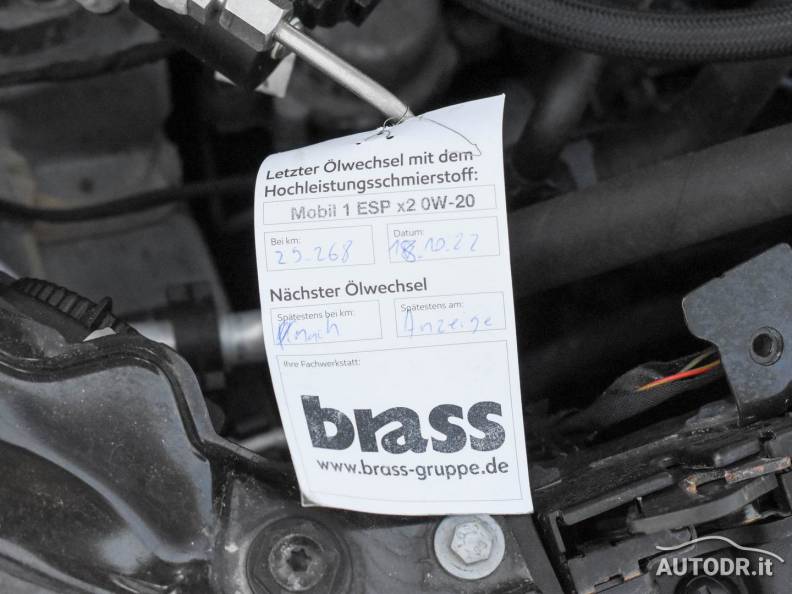 Letzter Ölwechsel mit dem
Hochleistungsschmierstoff:
Mobil 1 ESP x2 0W-20
Bei km:
Datum:
25.268
18.10.22
Nächster Ölwechsel
Spätestens bei km:
Spätestens am:
Anzeige
Ihre Fachwerkstatt:
brass
www.brass-gruppe.de
AUTODR.it